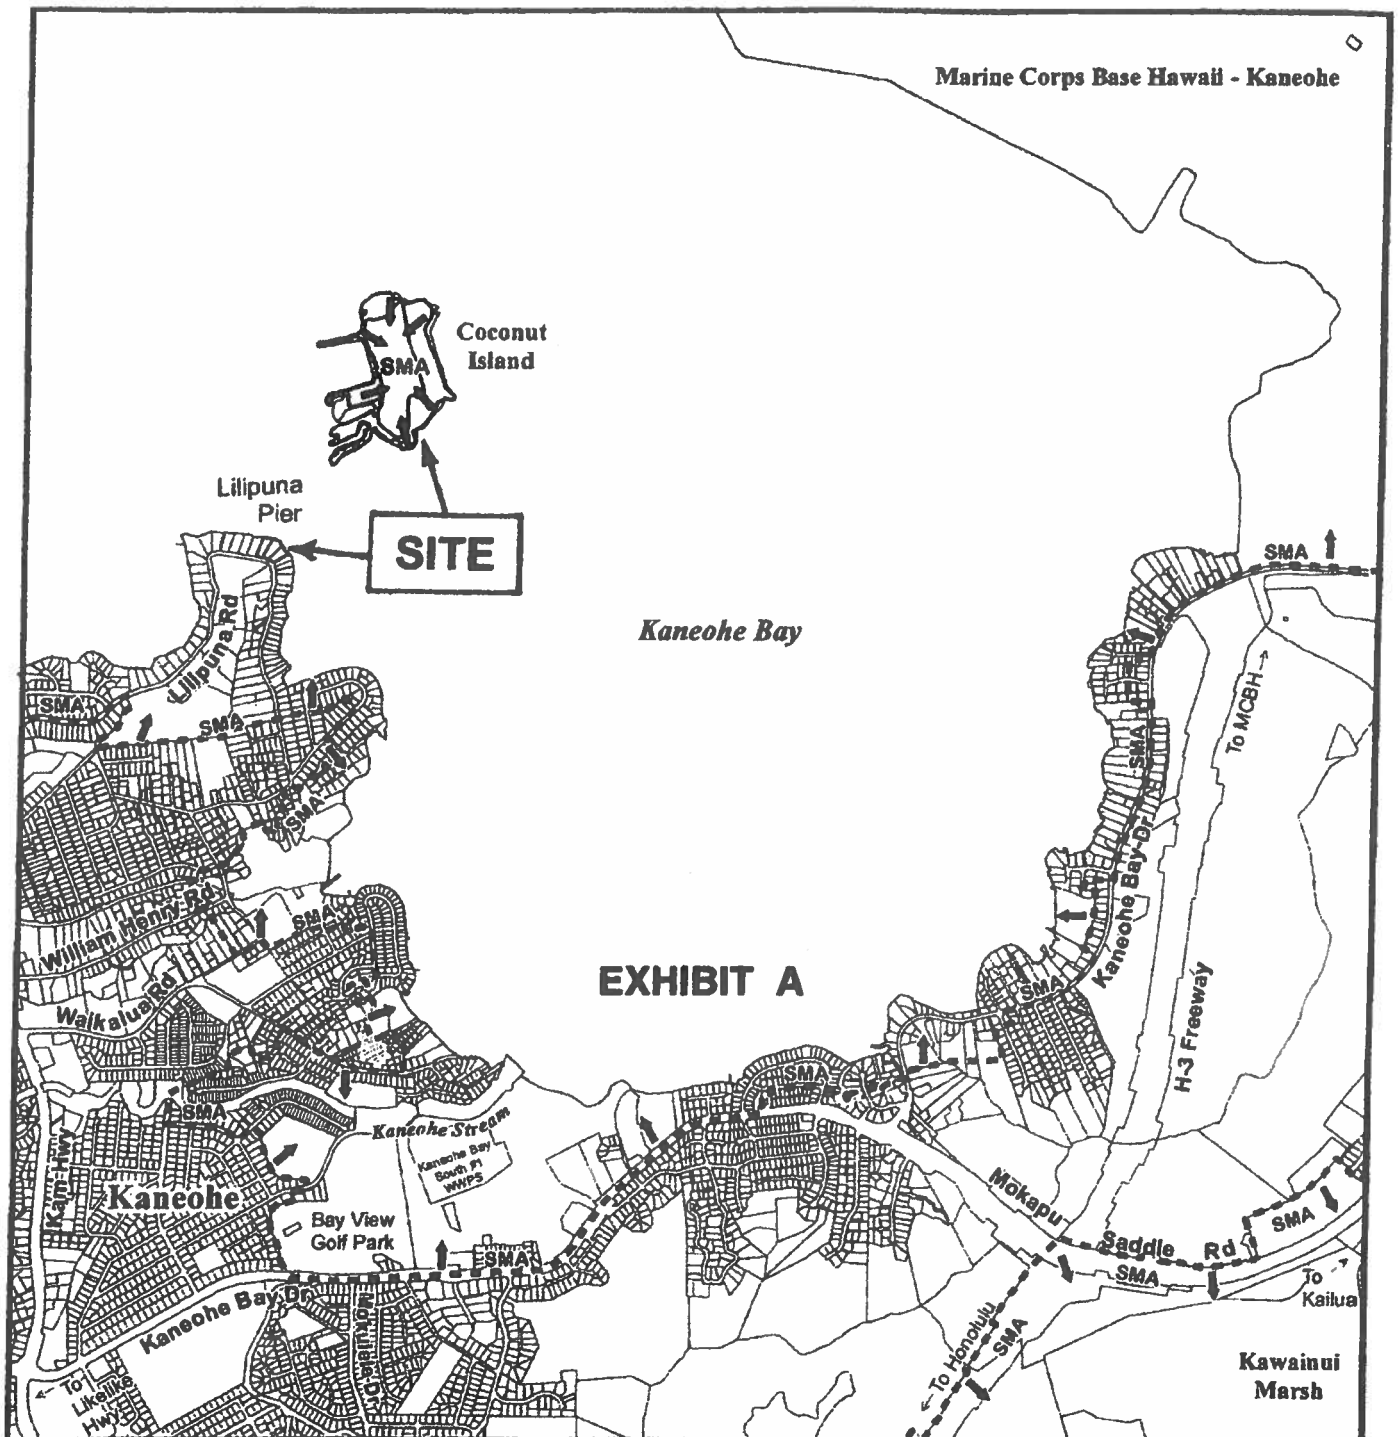 Marine Corps Base Hawaii - Kaneohe
Coconut
Island
SMA
Lilipuna
Pier
SITE
SMA
Kaneohe Bay
Lilipuna Rd
SMA
SMA
To MCBH
SMA
SMA
Kaneohe Bay Dr
William Henry Rd
SMA
Waikalua Rd
EXHIBIT A
SMA
H-3 Freeway
SMA
SMA
Kaneohe Stream
Kam Hwy
Kaneohe Bay
South #1
WWPS
Kaneohe
Mokapu
Saddle Rd
SMA
Bay View
Golf Park
SMA
SMA
To
Kailua
Kaneohe Bay Dr
Mokulele Dr
To Honolulu
SMA
Kawainui
Marsh
To
Likelike
Hwy